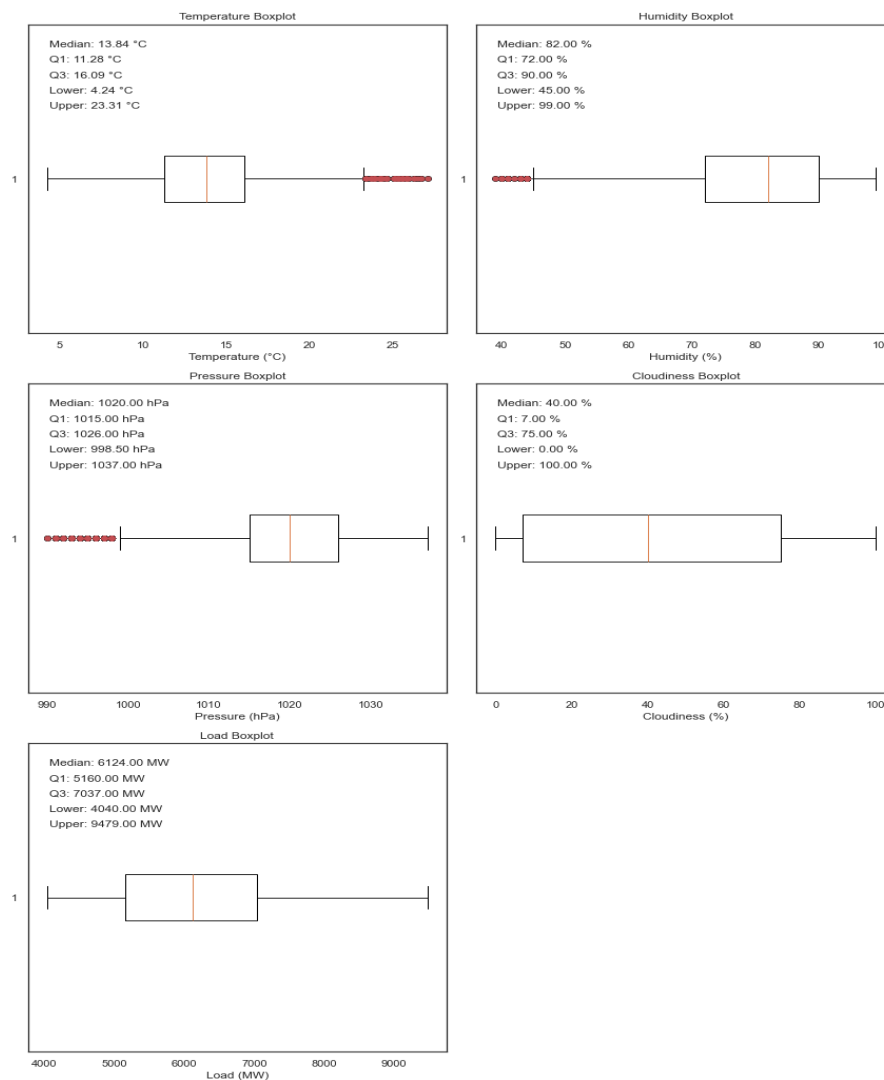 Temperature Boxplot
Median: 13.84 °C
Q1: 11.28 °C
Q3: 16.09 °C
Lower: 4.24 °C
Upper: 23.31 °C
1
5 10 15 20 25
Temperature (°C)
Humidity Boxplot
Median: 82.00 %
Q1: 72.00 %
Q3: 90.00 %
Lower: 45.00 %
Upper: 99.00 %
1
40 50 60 70 80 90 100
Humidity (%)
Pressure Boxplot
Median: 1020.00 hPa
Q1: 1015.00 hPa
Q3: 1026.00 hPa
Lower: 998.50 hPa
Upper: 1037.00 hPa
1
990 1000 1010 1020 1030
Pressure (hPa)
Cloudiness Boxplot
Median: 40.00 %
Q1: 7.00 %
Q3: 75.00 %
Lower: 0.00 %
Upper: 100.00 %
1
0 20 40 60 80 100
Cloudiness (%)
Load Boxplot
Median: 6124.00 MW
Q1: 5160.00 MW
Q3: 7037.00 MW
Lower: 4040.00 MW
Upper: 9479.00 MW
1
4000 5000 6000 7000 8000 9000
Load (MW)